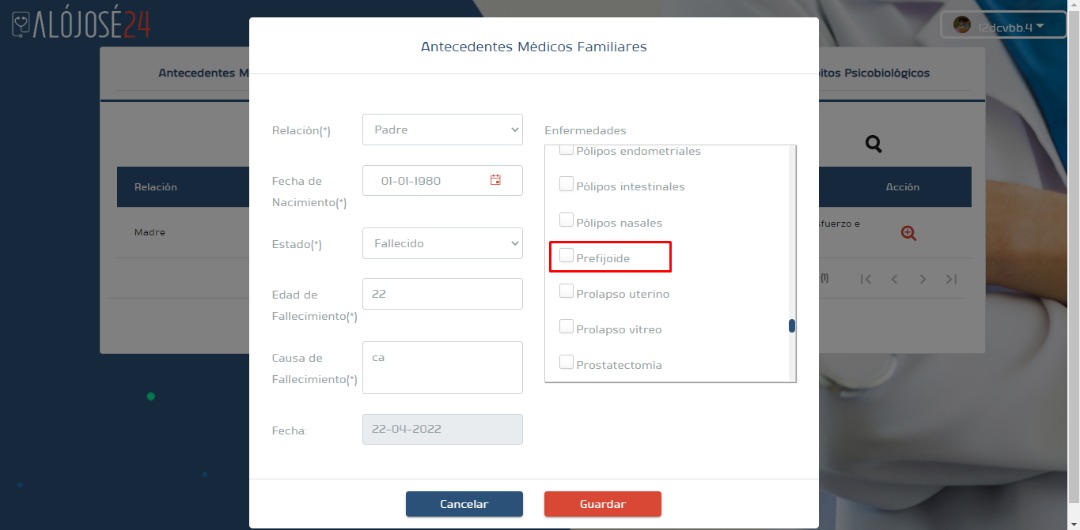 ALÓJOSÉ24
12dcvbb.4
Antecedentes Médicos Familiares
Antecedentes M
itos Psicobiológicos
Relación(*)
Padre
Fecha de
Nacimiento(*)
01-01-1980
Estado(*)
Fallecido
Edad de
Fallecimiento(*)
22
Causa de
Fallecimiento(*)
ca
Fecha:
22-04-2022
Enfermedades
Pólipos endometriales
Pólipos intestinales
Pólipos nasales
Prefijoide
Prolapso uterino
Prolapso vítreo
Prostatectomía
Relación
Acción
Madre
sfuerzo e
(1)
Cancelar
Guardar